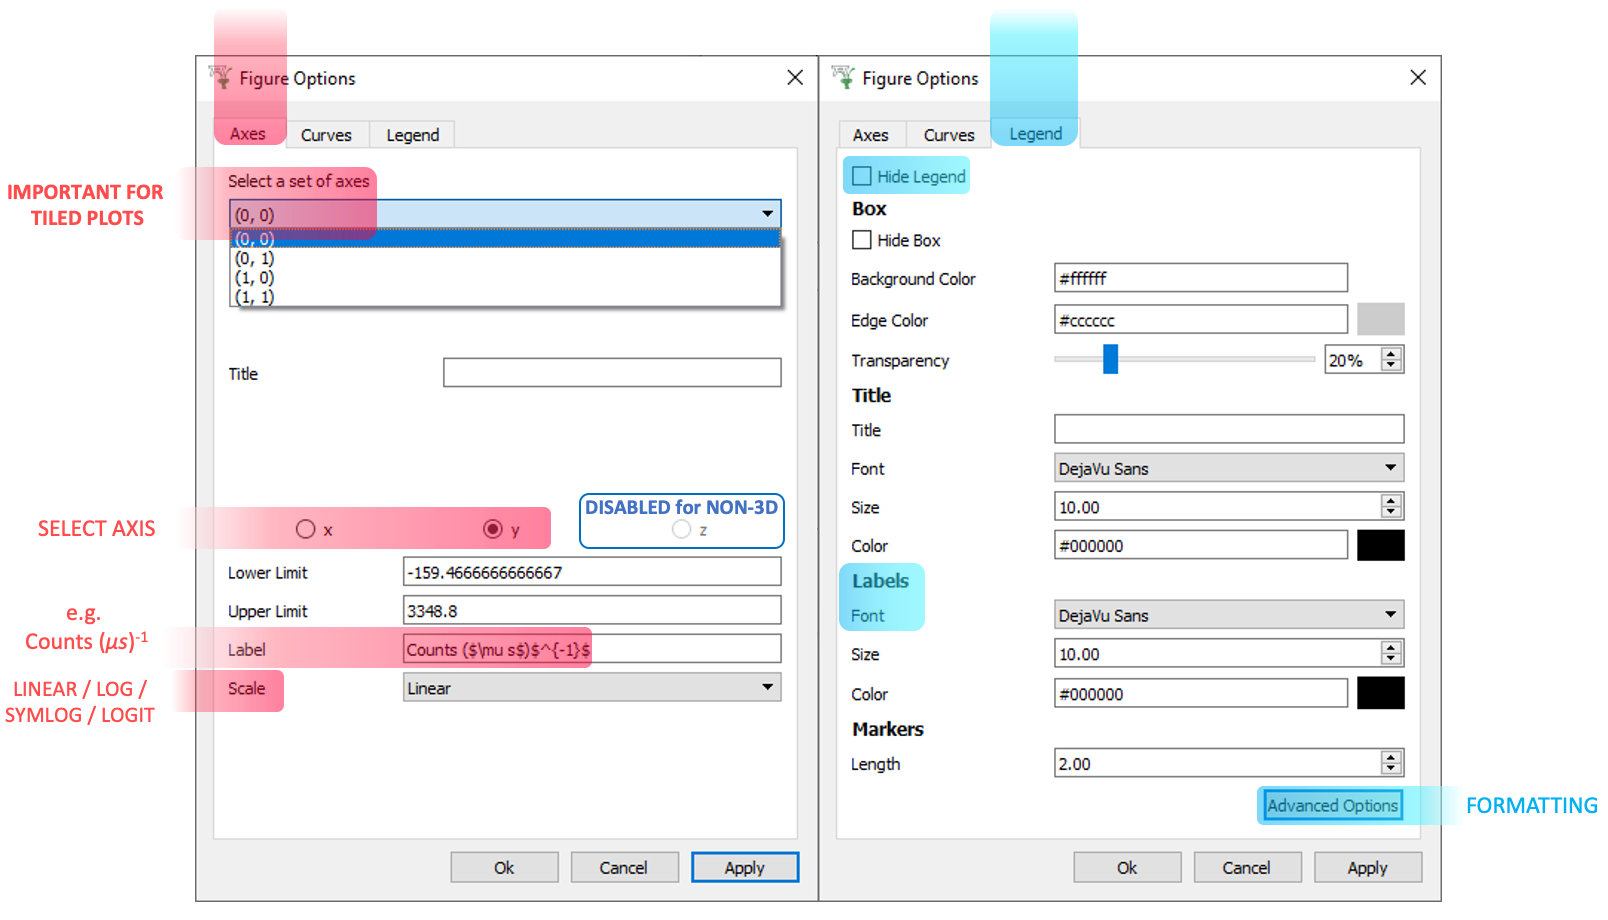 Figure Options
Axes
Curves
Legend
IMPORTANT FOR
TILED PLOTS
Select a set of axes
(0, 0)
(0, 0)
(0, 1)
(1, 0)
(1, 1)
Title
SELECT AXIS
x
y
DISABLED for NON-3D
z
Lower Limit
-159.4666666666667
Upper Limit
3348.8
e.g.
Counts (μs)-1
Label
Counts ($\mu s$)$^{-1}$
LINEAR / LOG /
SYMLOG / LOGIT
Scale
Linear
Ok
Cancel
Apply
Figure Options
Axes
Curves
Legend
Hide Legend
Box
Hide Box
Background Color
#ffffff
Edge Color
#cccccc
Transparency
20%
Title
Title
Font
DejaVu Sans
Size
10.00
Color
#000000
Labels
Font
DejaVu Sans
Size
10.00
Color
#000000
Markers
Length
2.00
Advanced Options
FORMATTING
Ok
Cancel
Apply